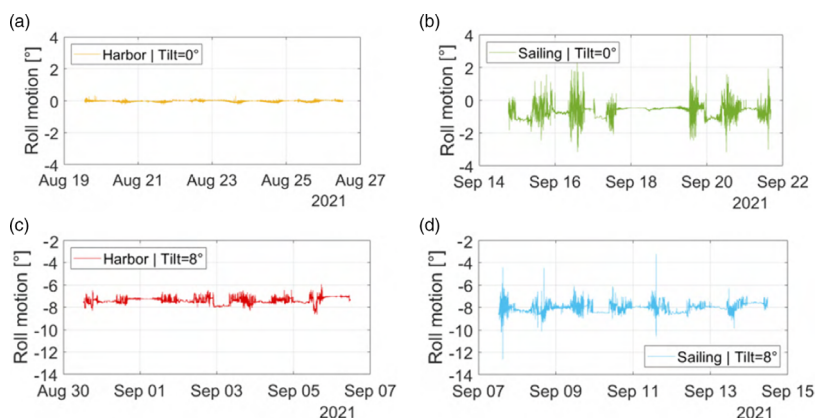 (a)
Roll motion [°]
4
2
0
-2
-4
Harbor | Tilt=0°
Aug 19
Aug 21
Aug 23
Aug 25
Aug 27
2021
(b)
Roll motion [°]
4
2
0
-2
-4
Sailing | Tilt=0°
Sep 14
Sep 16
Sep 18
Sep 20
Sep 22
2021
(c)
Roll motion [°]
-2
-4
-6
-8
-10
-12
-14
Harbor | Tilt=8°
Aug 30
Sep 01
Sep 03
Sep 05
Sep 07
2021
(d)
Roll motion [°]
-2
-4
-6
-8
-10
-12
-14
Sailing | Tilt=8°
Sep 07
Sep 09
Sep 11
Sep 13
Sep 15
2021